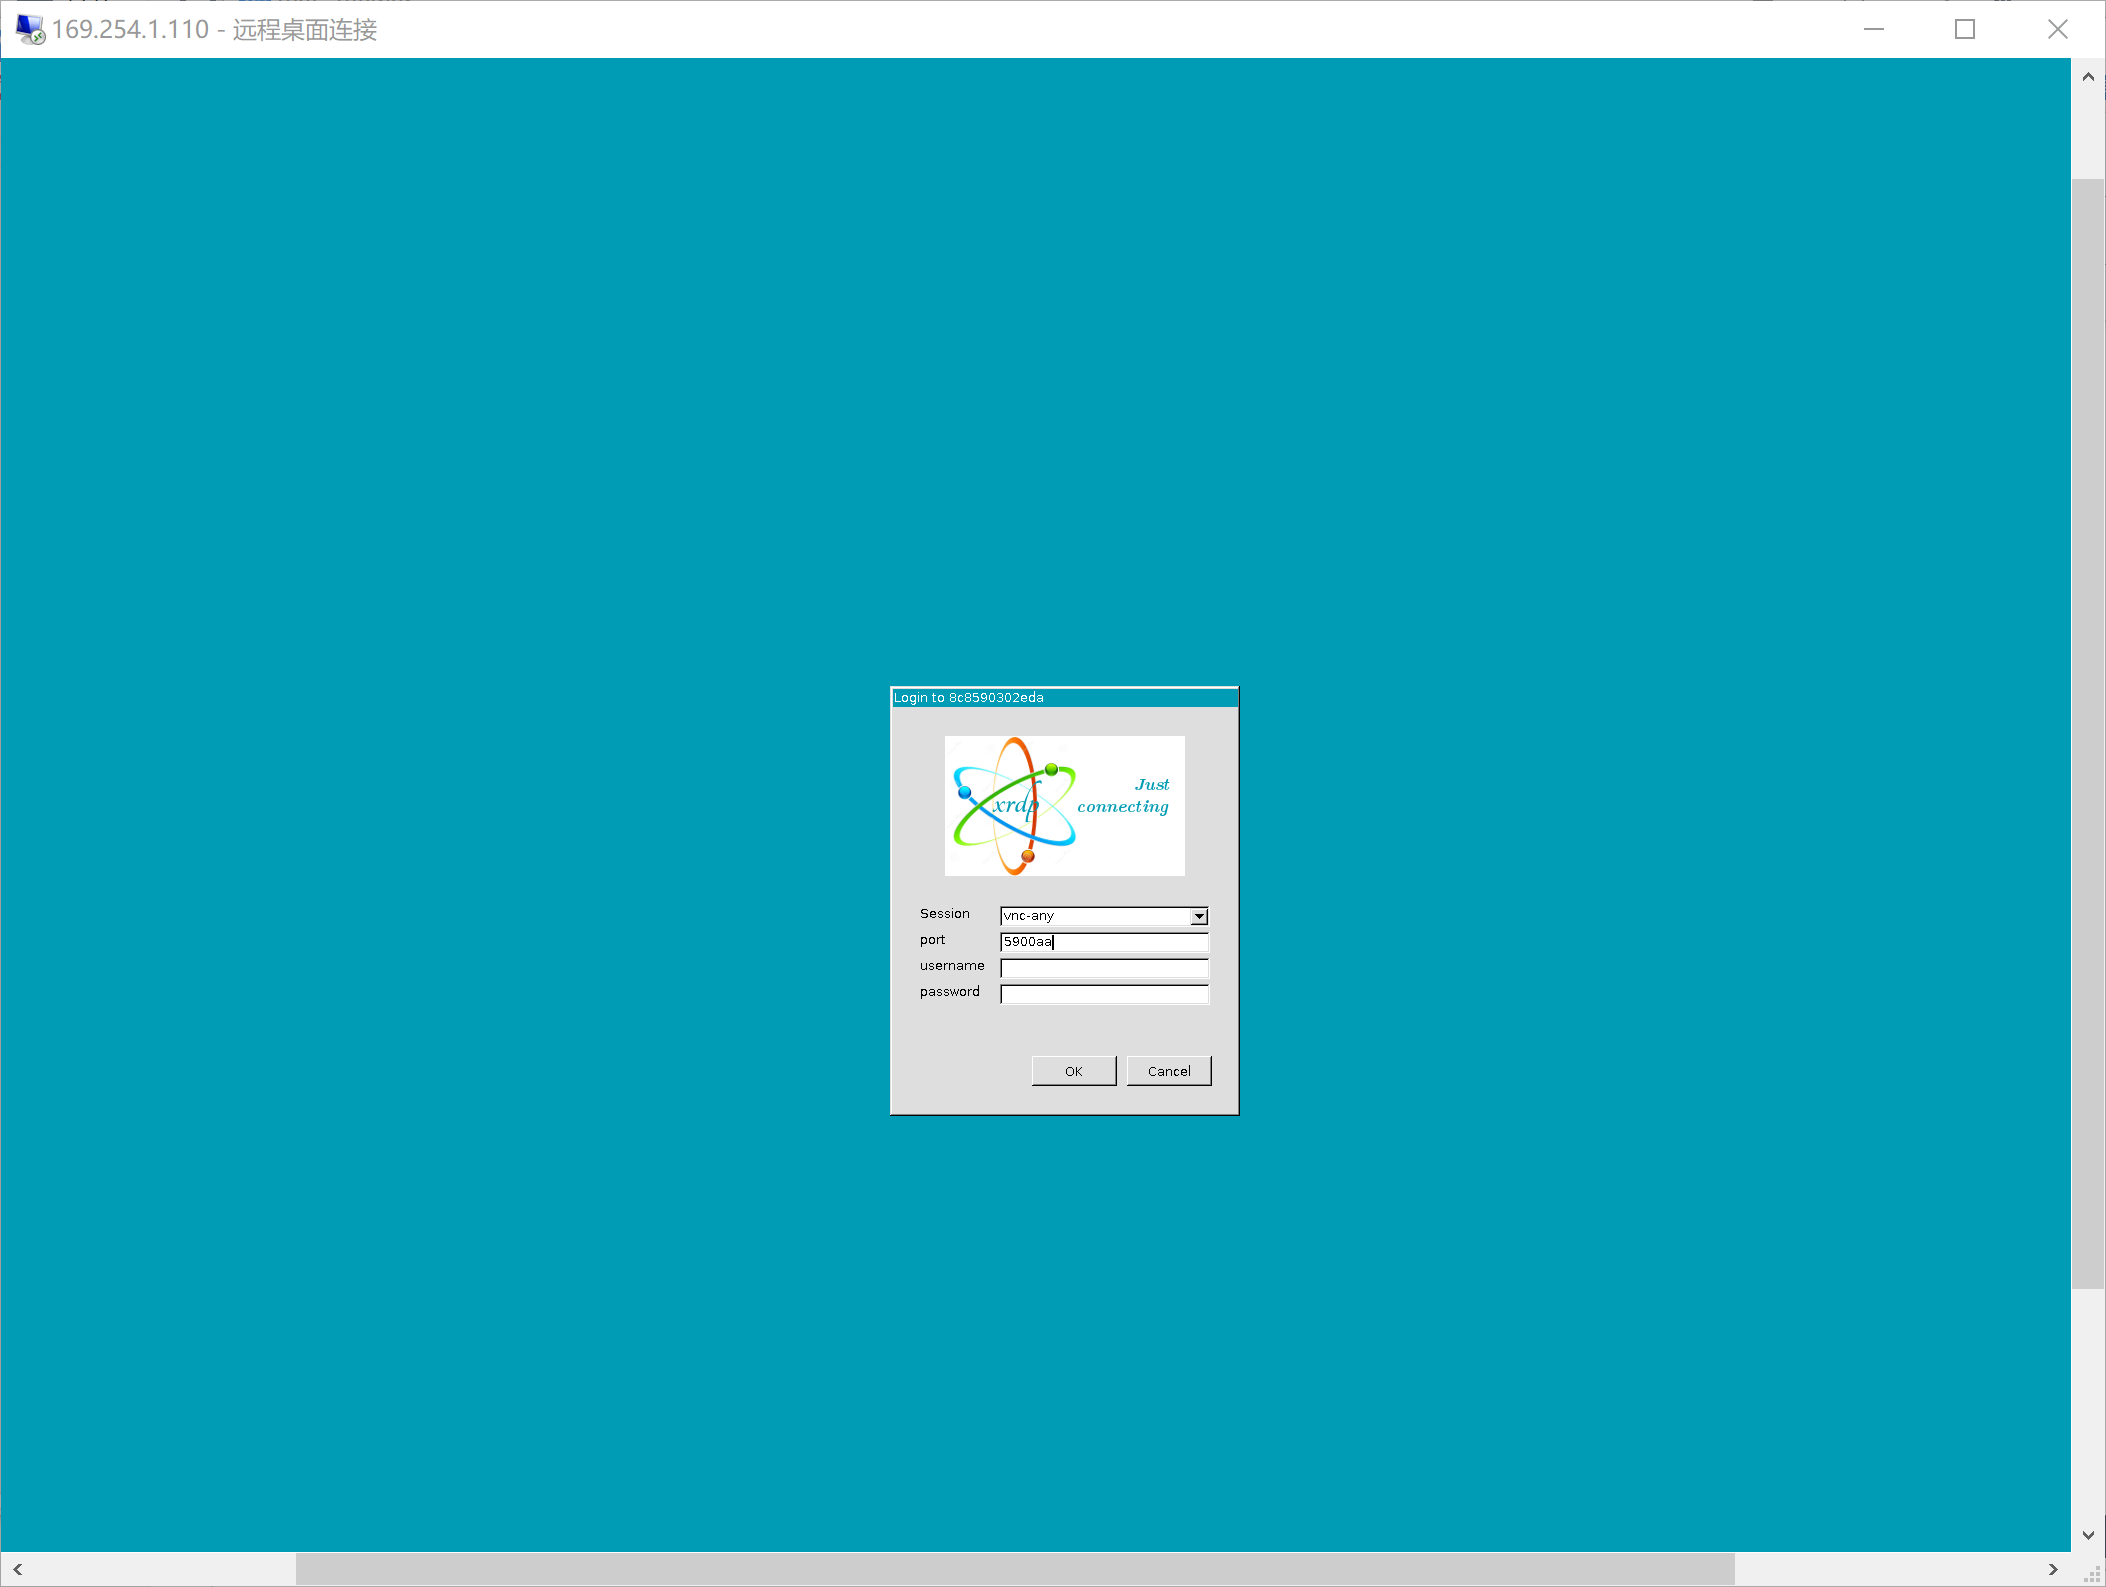 169.254.1.110 - 远程桌面连接
Login to 8c8590302eda
xrdp
Just
connecting
Session vnc-any
port 5900aa
username
password
OK Cancel